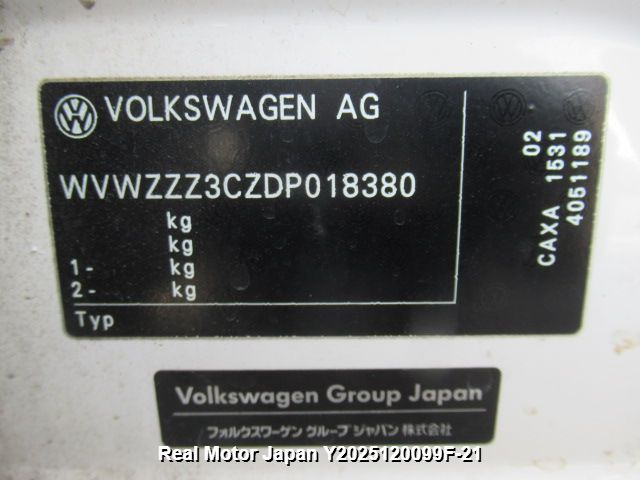 VOLKSWAGEN AG
WVWZZZ3CZDP018380
kg
kg
1- kg
2- kg
Typ
02
CAXA 1531
4051189
Volkswagen Group Japan
フォルクスワーゲン グループ ジャパン 株式会社
Real Motor Japan Y2025120099F-21